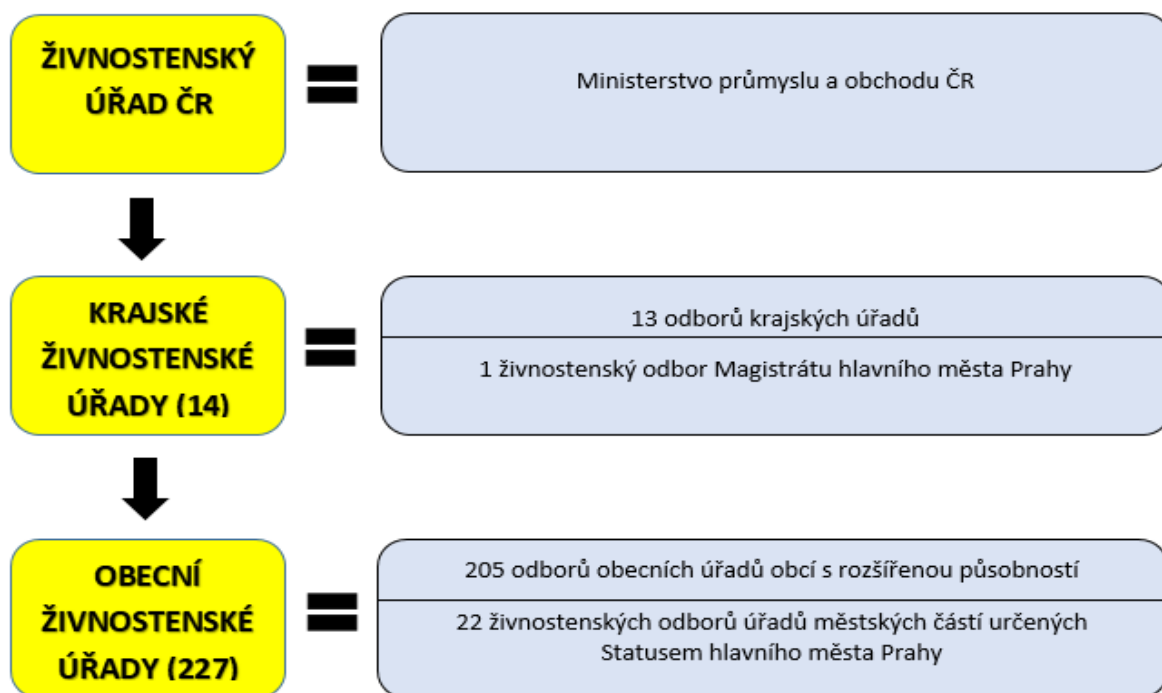 ŽIVNOSTENSKÝ
ÚŘAD ČR
Ministerstvo průmyslu a obchodu ČR
KRAJSKÉ
ŽIVNOSTENSKÉ
ÚŘADY (14)
13 odborů krajských úřadů
1 živnostenský odbor Magistrátu hlavního města Prahy
OBECNÍ
ŽIVNOSTENSKÉ
ÚŘADY (227)
205 odborů obecních úřadů obcí s rozšířenou působností
22 živnostenských odborů úřadů městských částí určených
Statusem hlavního města Prahy